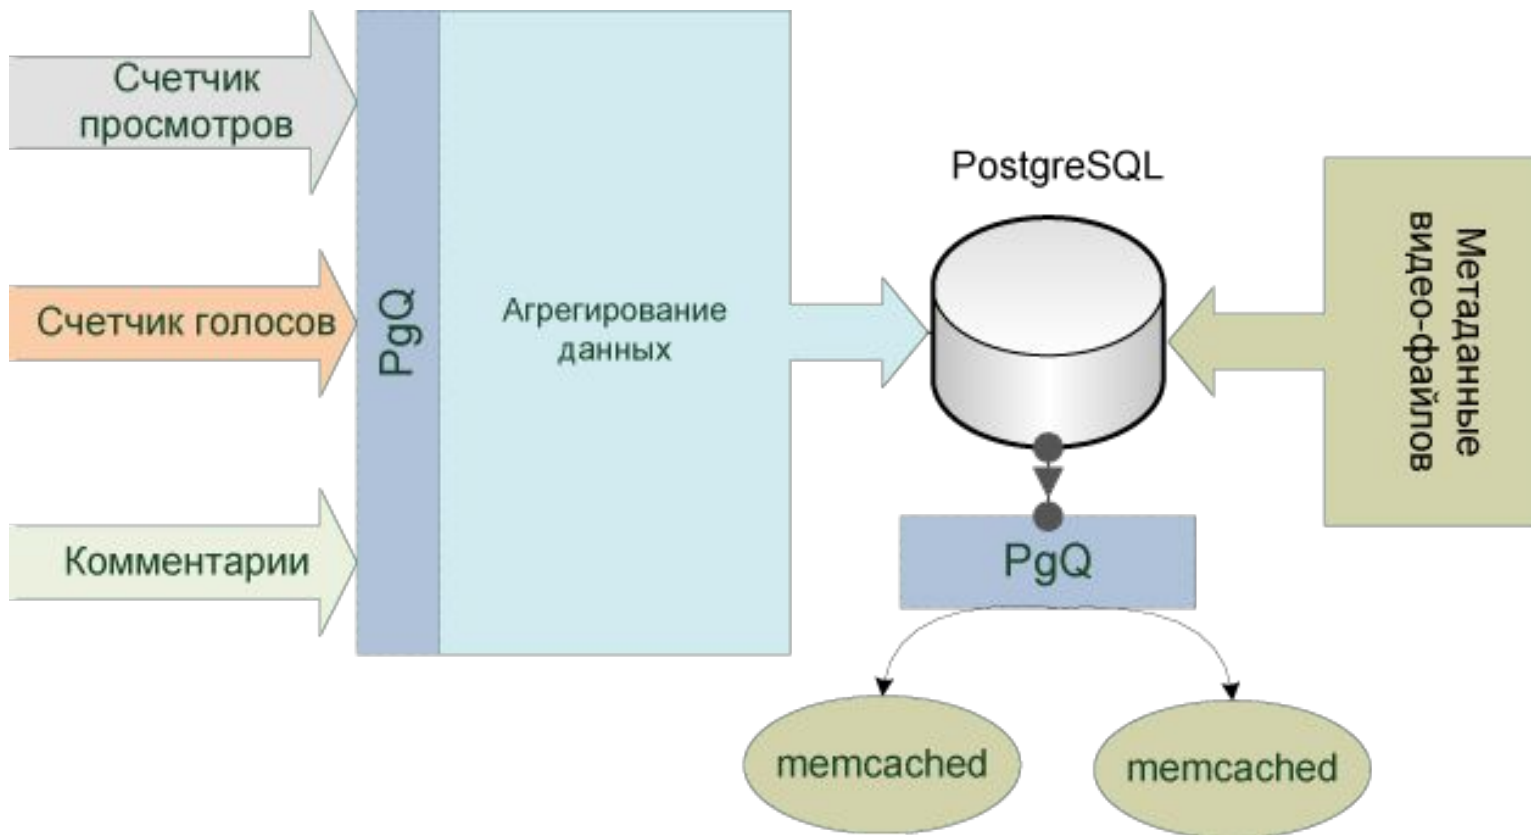 Счетчик
просмотров
Счетчик голосов
Комментарии
PgQ
Агрегирование
данных
PostgreSQL
Метаданные
видео-файлов
PgQ
memcached
memcached